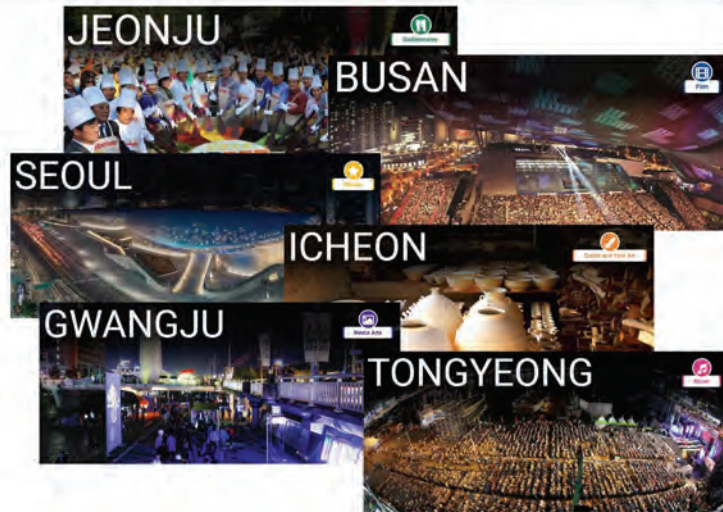 JEONJU
Gastronomy
BUSAN
Film
SEOUL
Design
ICHEON
Crafts and Folk Art
GWANGJU
Media Arts
TONGYEONG
Music